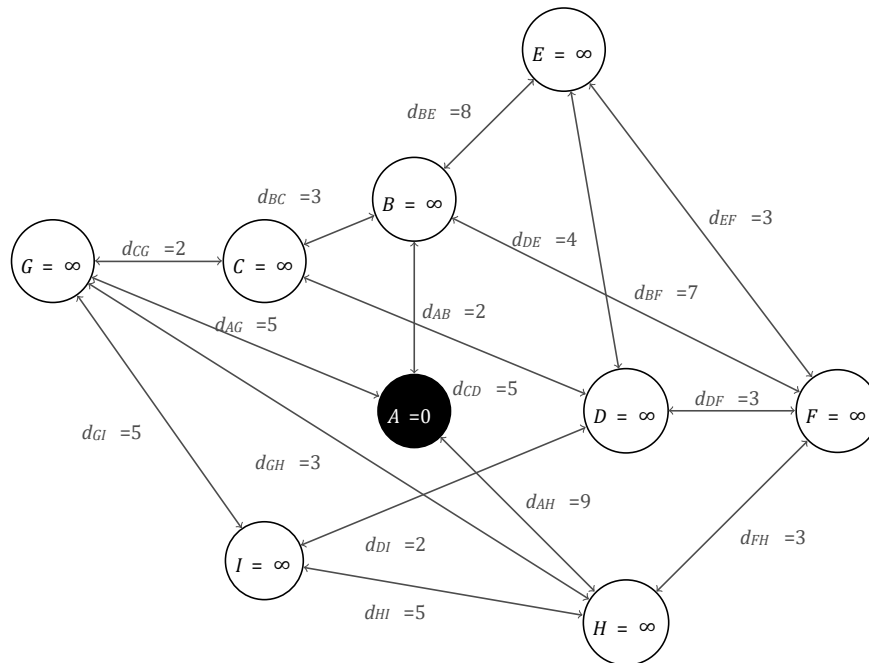 E = ∞
d_BE =8
d_BC =3
B = ∞
d_EF =3
d_DE =4
d_CG =2
G = ∞
C = ∞
d_BF =7
d_AB =2
d_AG =5
d_CD =5
d_DF =3
A =0
D = ∞
F = ∞
d_GI =5
d_GH =3
d_AH =9
d_DI =2
d_FH =3
I = ∞
d_HI =5
H = ∞